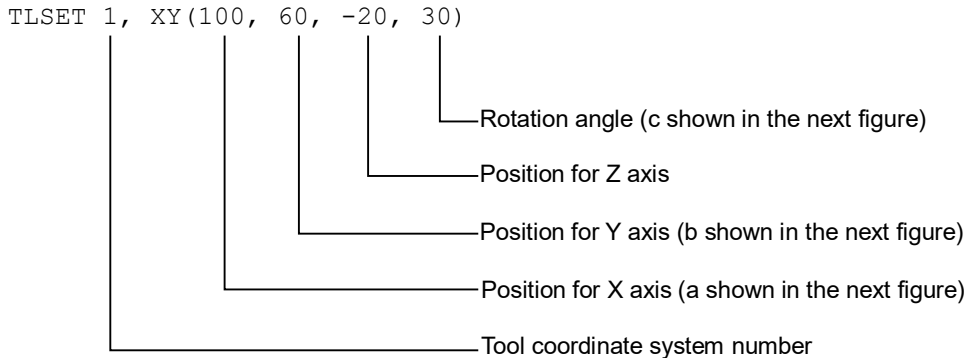 TLSET 1, XY(100, 60, -20, 30)
Rotation angle (c shown in the next figure)
Position for Z axis
Position for Y axis (b shown in the next figure)
Position for X axis (a shown in the next figure)
Tool coordinate system number